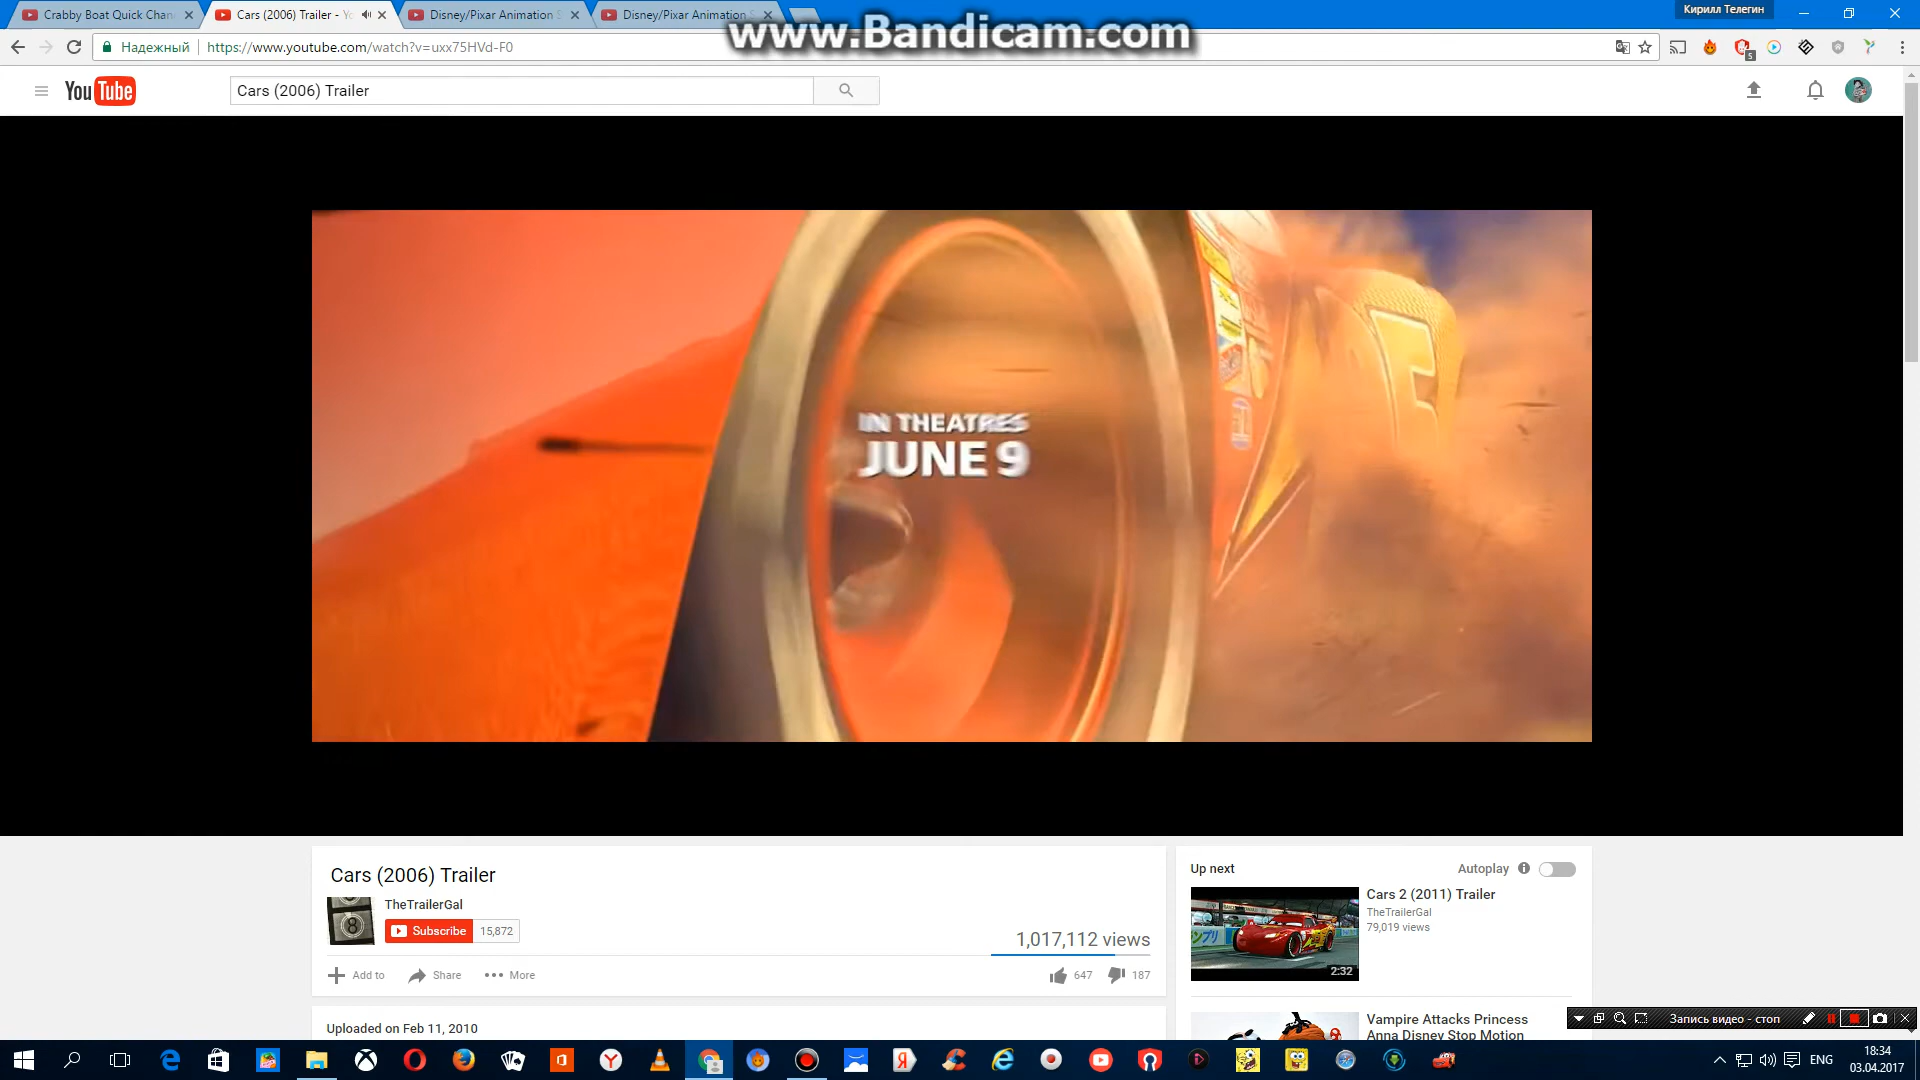 Crabby Boat Quick Chan
Cars (2006) Trailer - Yo
Disney/Pixar Animation S
Disney/Pixar Animation S
www.Bandicam.com
Кирилл Телегин
Надежный
https://www.youtube.com/watch?v=uxx75HVd-F0
5
YouTube
Cars (2006) Trailer
IN THEATRES
JUNE 9
Cars (2006) Trailer
TheTrailerGal
Subscribe 15,872
1,017,112 views
Add to
Share
More
647
187
Uploaded on Feb 11, 2010
Up next
Autoplay
Cars 2 (2011) Trailer
TheTrailerGal
79,019 views
2:32
Vampire Attacks Princess
Anna Disney Stop Motion
Запись видео - стоп
ENG
18:34
03.04.2017